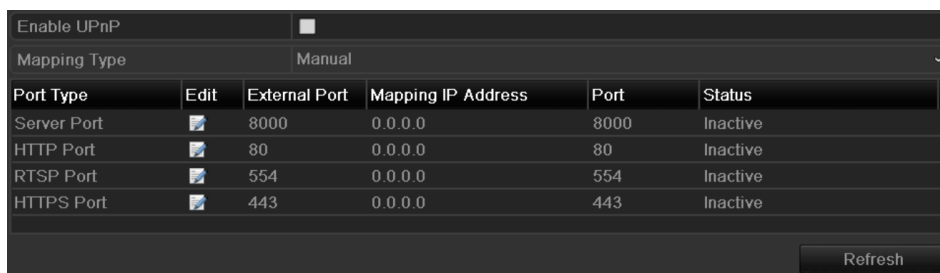 Enable UPnP
Mapping Type Manual
Port Type Edit External Port Mapping IP Address Port Status
Server Port 8000 0.0.0.0 8000 Inactive
HTTP Port 80 0.0.0.0 80 Inactive
RTSP Port 554 0.0.0.0 554 Inactive
HTTPS Port 443 0.0.0.0 443 Inactive
Refresh